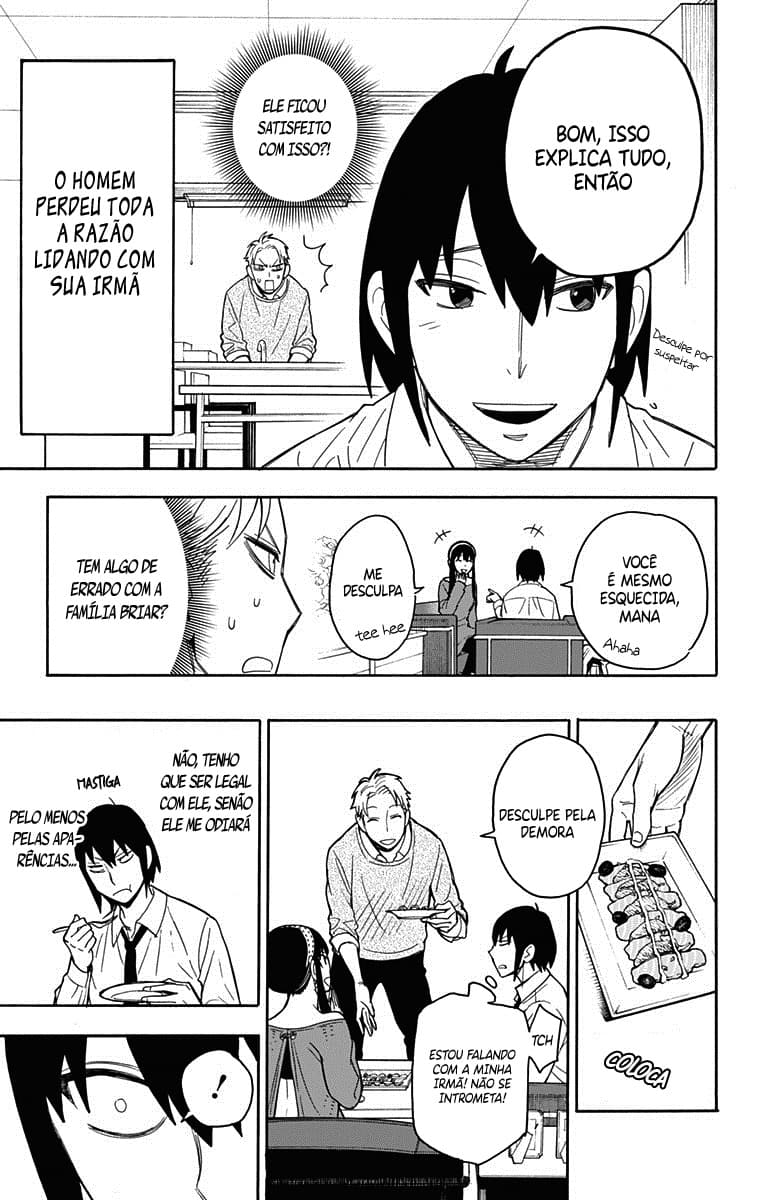 BOM, ISSO
EXPLICA TUDO,
ENTÃO
Desculpe por
suspeitar
ELE FICOU
SATISFEITO
COM ISSO?!
O HOMEM
PERDEU TODA
A RAZÃO
LIDANDO COM
SUA IRMÃ
VOCÊ
É MESMO
ESQUECIDA,
MANA
Ahaha
ME
DESCULPA
tee hee
TEM ALGO DE
ERRADO COM A
FAMÍLIA BRIAR?
COLOCA
DESCULPE PELA
DEMORA
TCH
ESTOU FALANDO
COM A MINHA
IRMÃ! NÃO SE
INTROMETA!
NÃO, TENHO
QUE SER LEGAL
COM ELE, SENÃO
ELE ME ODIARÁ
MASTIGA
PELO MENOS
PELAS APA-
RÊNCIAS...
!